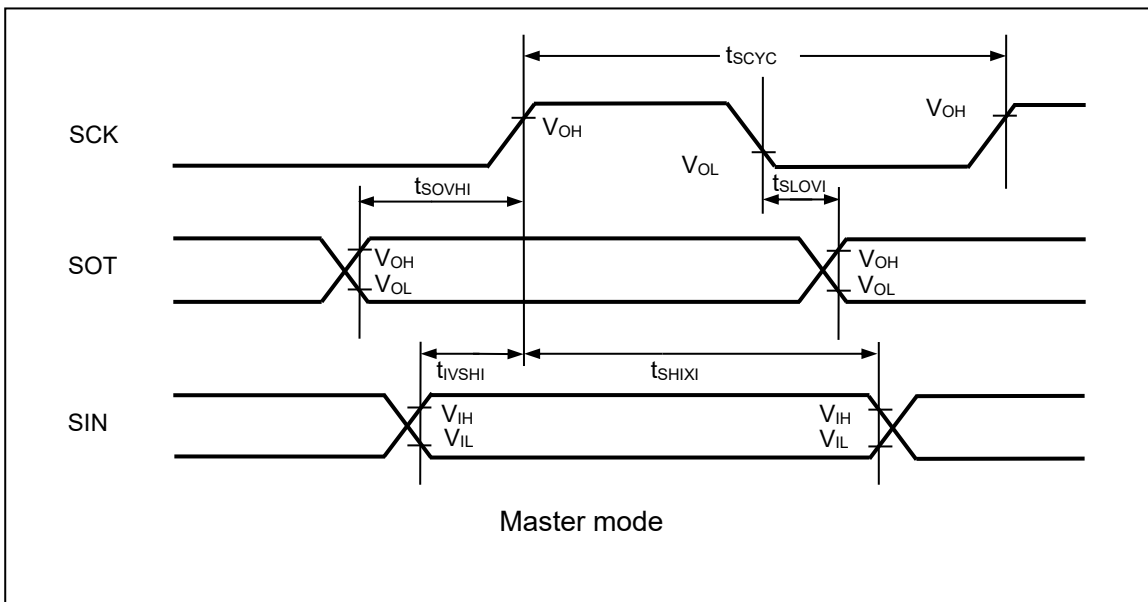 tSCYC
SCK
VOH
VOL
VOH
tSOVHI
tSLOVI
SOT
VOH
VOL
VOH
VOL
tIVSHI
tSHIXI
SIN
VIH
VIL
VIH
VIL
Master mode